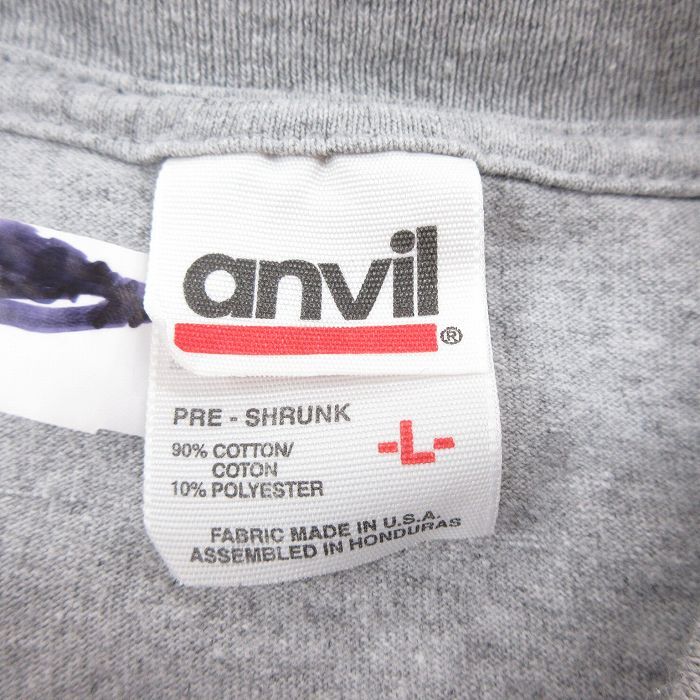 anvil
®
PRE - SHRUNK
-L-
90% COTTON/
COTON
10% POLYESTER
FABRIC MADE IN U.S.A.
ASSEMBLED IN HONDURAS